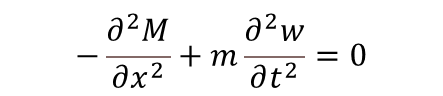 − ∂²M/∂x² + m ∂²w/∂t² = 0